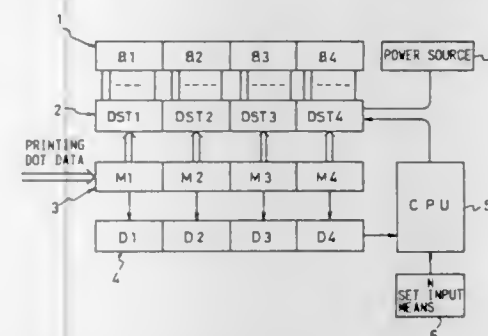 1
B1 B2 B3 B4
POWER SOURCE
2
DST1 DST2 DST3 DST4
PRINTING
DOT DATA
M1 M2 M3 M4
3
CPU
5
D1 D2 D3 D4
4
N
SET INPUT
MEANS
6